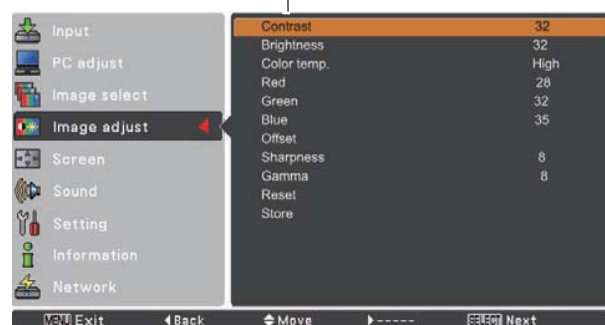 Input
PC adjust
Image select
Image adjust
Screen
Sound
Setting
Information
Network
Contrast 32
Brightness 32
Color temp. High
Red 28
Green 32
Blue 35
Offset
Sharpness 8
Gamma 8
Reset
Store
MENU Exit Back Move ----- SELECT Next